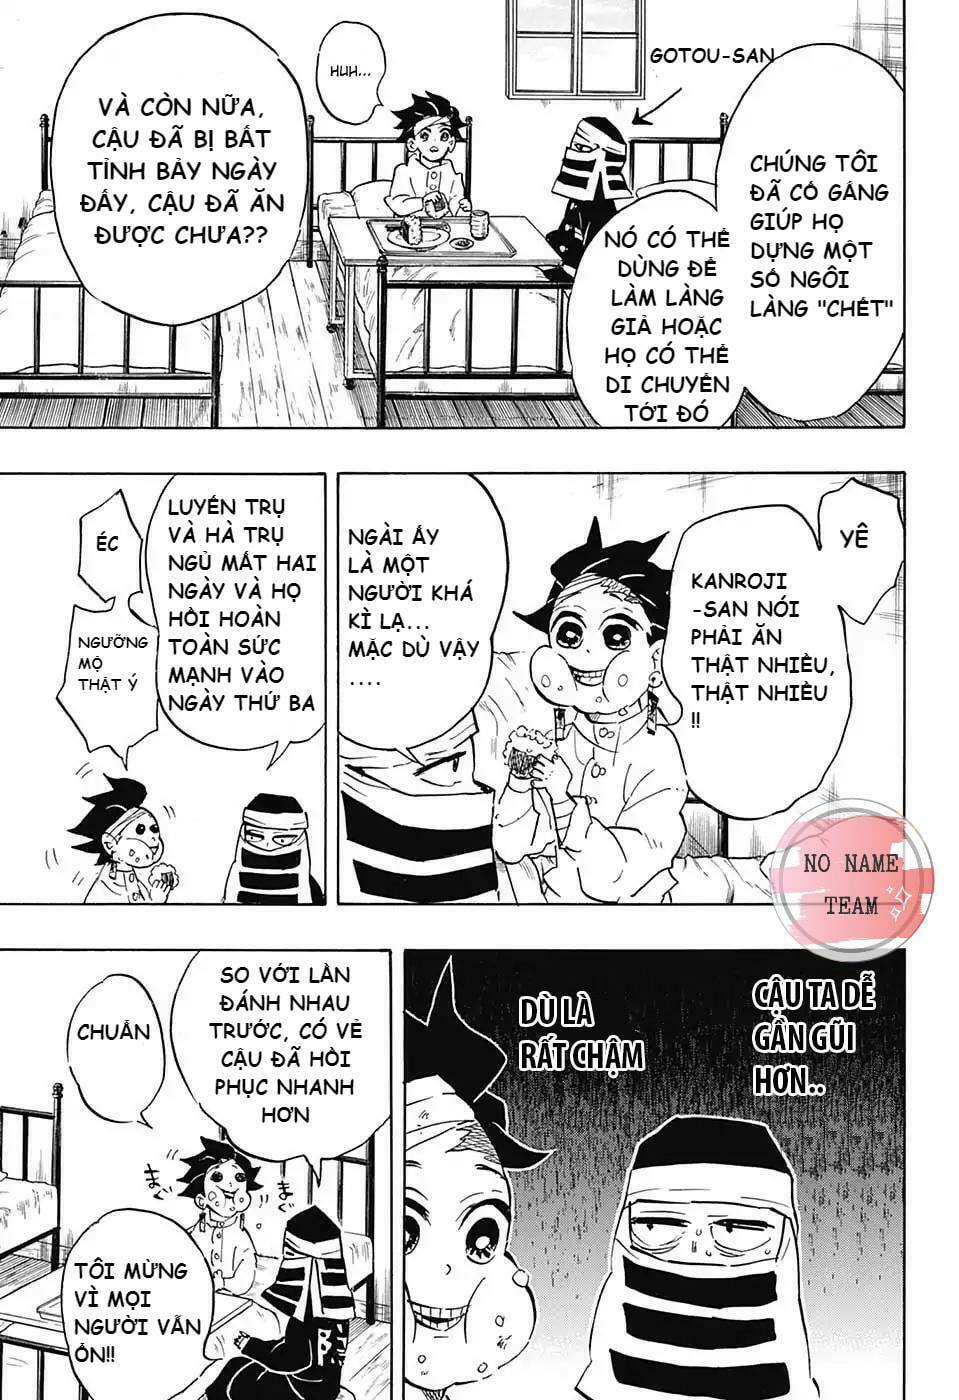 GOTOU-SAN
CHÚNG TÔI
ĐÃ CỐ GẮNG
GIÚP HỌ
DỰNG MỘT
SỐ NGÔI
LÀNG "CHẾT"
NÓ CÓ THỂ
DÙNG ĐỂ
LÀM LÀNG
GIẢ HOẶC
HỌ CÓ THỂ
DI CHUYỂN
TỚI ĐÓ
HUH...
VÀ CÒN NỮA,
CẬU ĐÃ BỊ BẤT
TỈNH BẢY NGÀY
ĐẤY, CẬU ĐÃ ĂN
ĐƯỢC CHƯA??
YÊ
KANROJI
-SAN NÓI
PHẢI ĂN
THẬT NHIỀU,
THẬT NHIỀU
!!
NGÀI ẤY
LÀ MỘT
NGƯỜI KHÁ
KÌ LẠ...
MẶC DÙ VẬY
....
LUYẾN TRỤ
VÀ HÀ TRỤ
NGỦ MẤT HAI
NGÀY VÀ HỌ
HỒI HOÀN
TOÀN SỨC
MẠNH VÀO
NGÀY THỨ BA
ÉC
NGƯỠNG
MỘ
THẬT Ý
NO NAME
TEAM
CẬU TA DỄ
GẦN GŨI
HƠN..
DÙ LÀ
RẤT CHẬM
SO VỚI LẦN
ĐÁNH NHAU
TRƯỚC, CÓ VẺ
CẬU ĐÃ HỒI
PHỤC NHANH
HƠN
CHUẨN
まぐ
まぐ
TÔI MỪNG
VÌ MỌI
NGƯỜI VẪN
ỔN!!